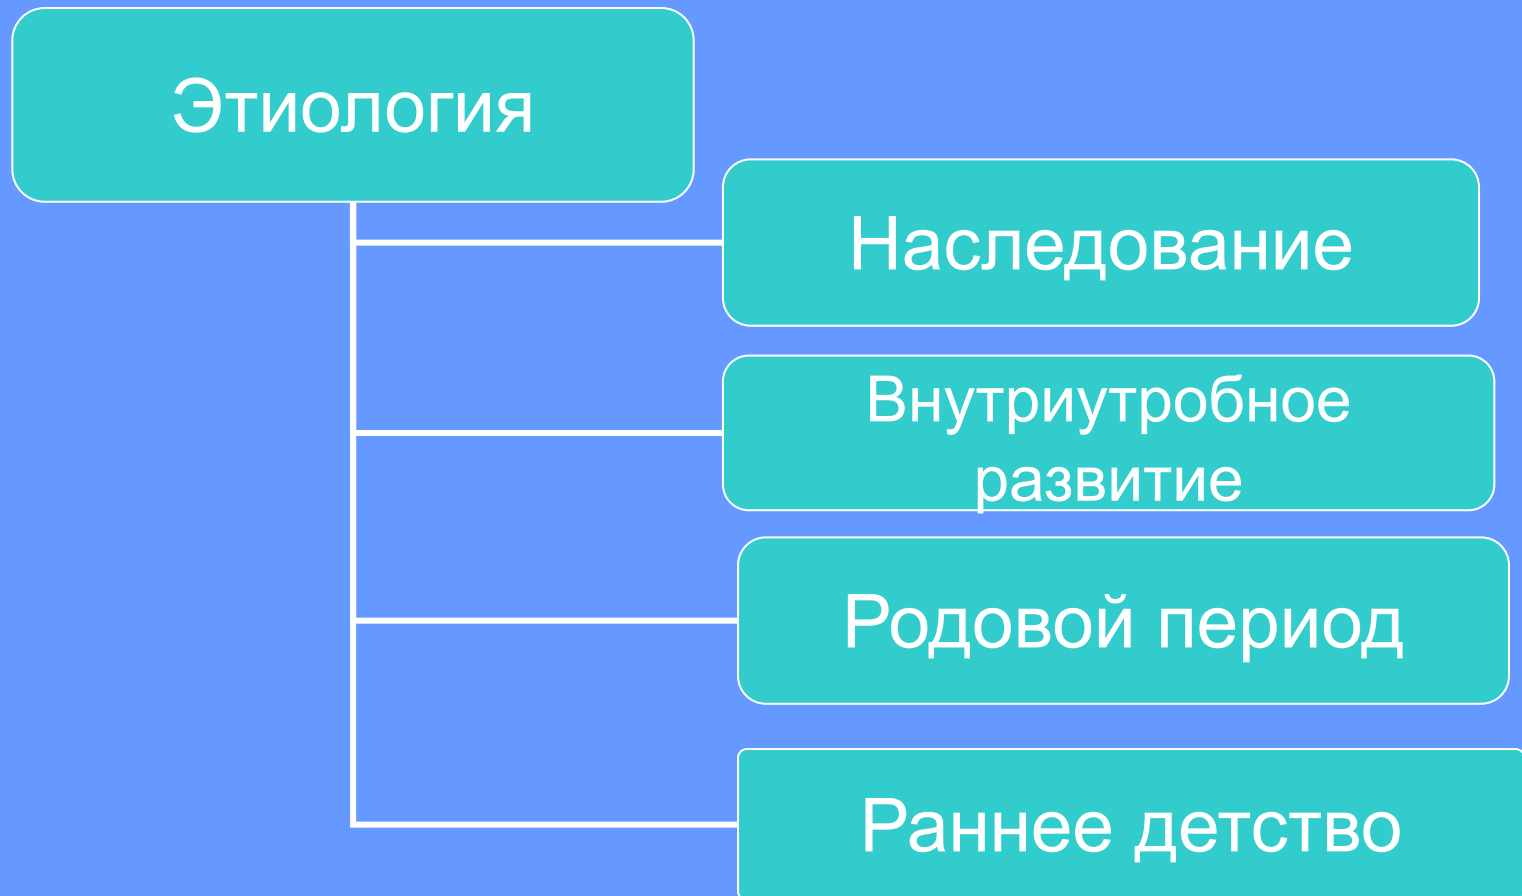 Этиология
Наследование
Внутриутробное
развитие
Родовой период
Раннее детство